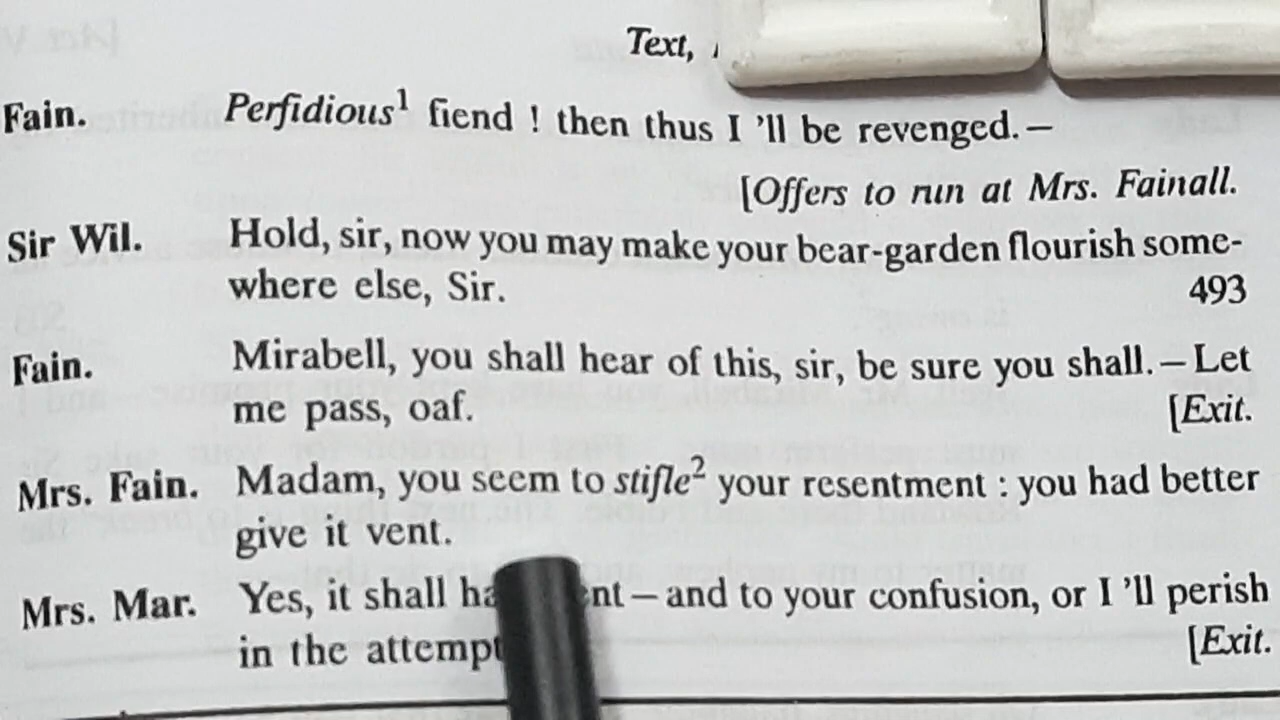 Text,
Fain. Perfidious¹ fiend ! then thus I 'll be revenged. —
[Offers to run at Mrs. Fainall.
Sir Wil. Hold, sir, now you may make your bear-garden flourish some-
where else, Sir. 493
Fain. Mirabell, you shall hear of this, sir, be sure you shall. — Let
me pass, oaf. [Exit.
Mrs. Fain. Madam, you seem to stifle² your resentment : you had better
give it vent.
Mrs. Mar. Yes, it shall — and to your confusion, or I 'll perish
in the attempt [Exit.